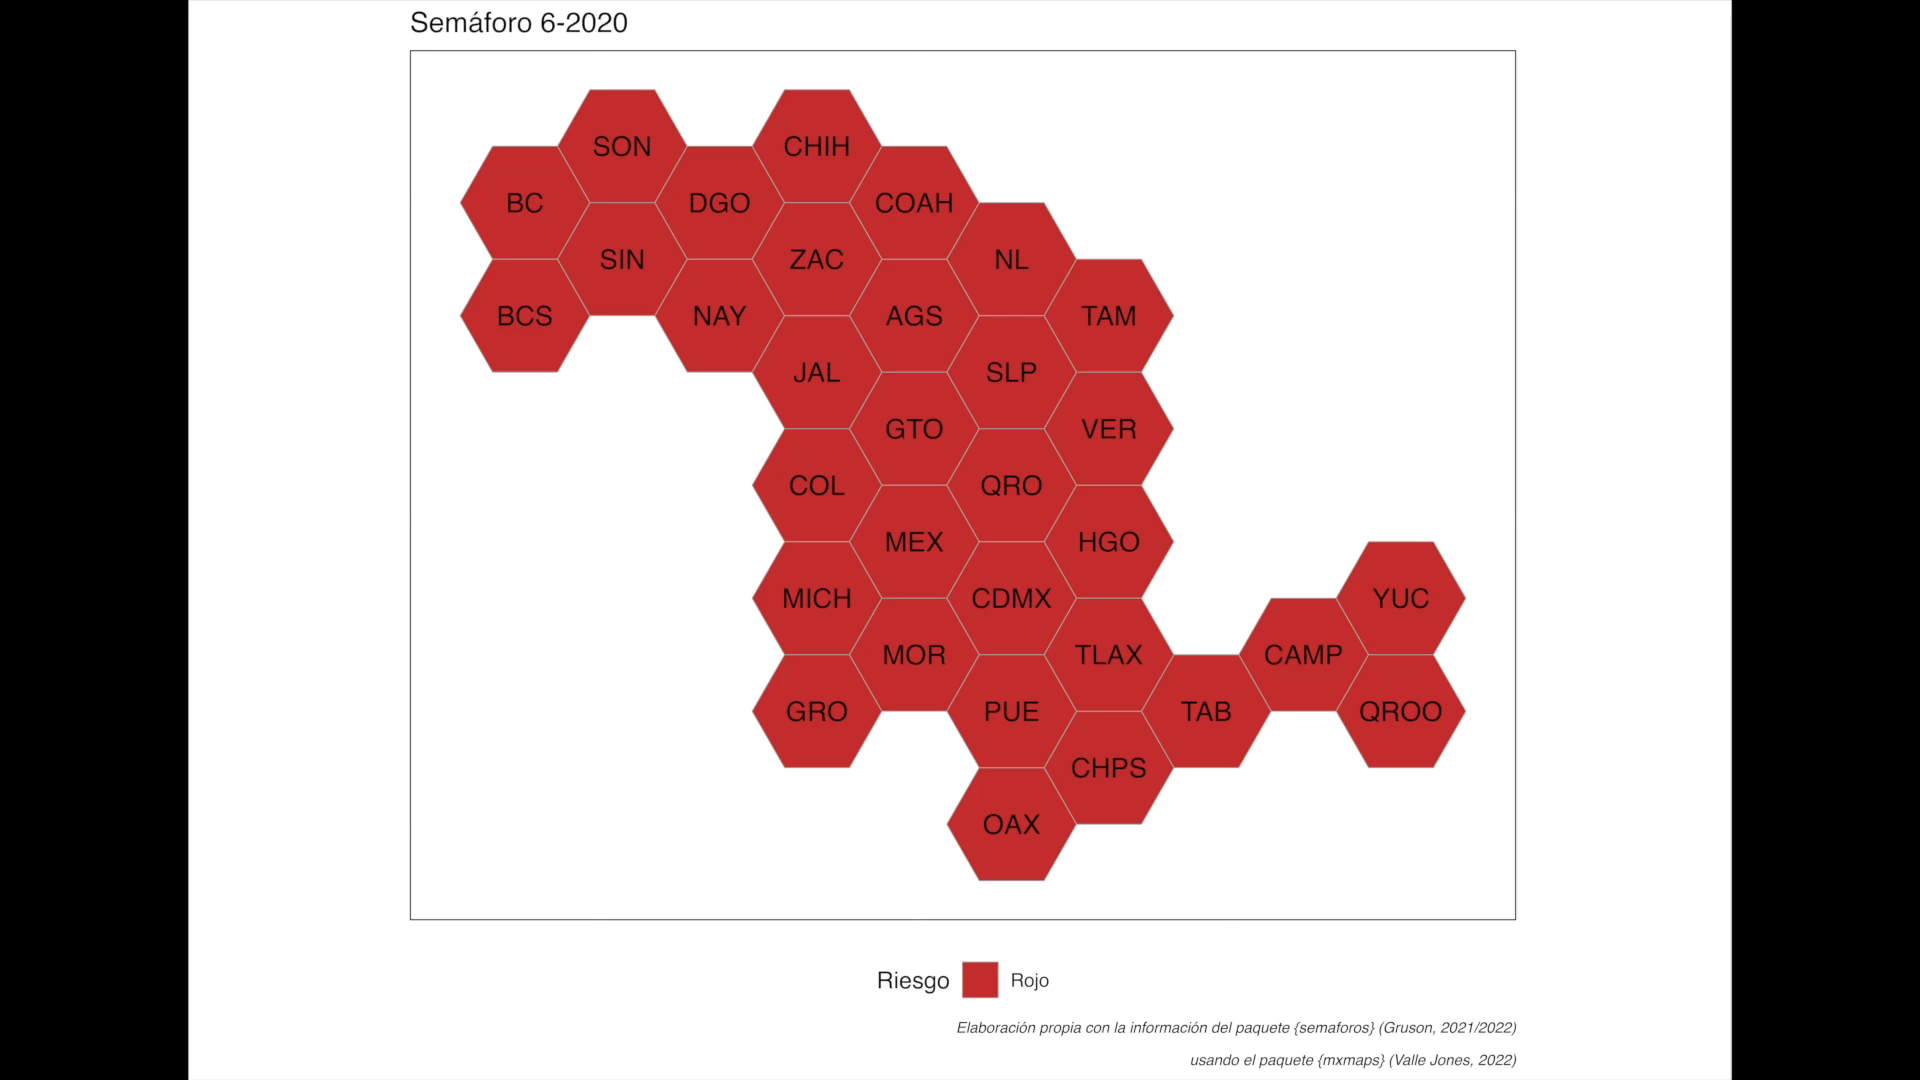 Semáforo 6-2020
SON CHIH
BC DGO COAH
SIN ZAC NL
BCS NAY AGS TAM
JAL SLP
GTO VER
COL QRO
MEX HGO
MICH CDMX YUC
MOR TLAX CAMP
GRO PUE TAB QROO
CHPS
OAX
Riesgo Rojo
Elaboración propia con la información del paquete {semaforos} (Gruson, 2021/2022)
usando el paquete {mxmaps} (Valle Jones, 2022)